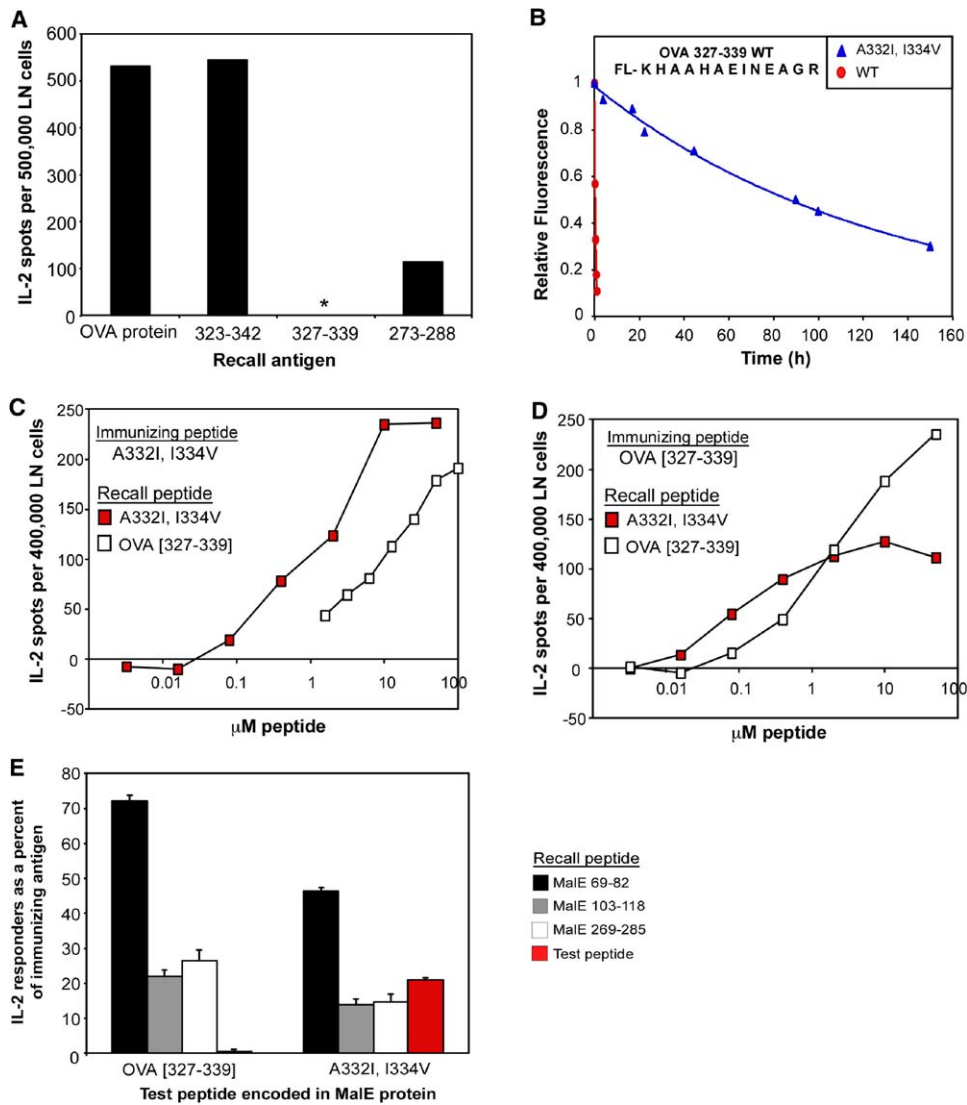 A
IL-2 spots per 500,000 LN cells
600
500
400
300
200
100
0
*
OVA protein
323-342
327-339
273-288
Recall antigen
B
OVA 327-339 WT
FL- K H A A H A E I N E A G R
A332I, I334V
WT
Relative Fluorescence
1
0.8
0.6
0.4
0.2
0
0
20
40
60
80
100
120
140
160
Time (h)
C
IL-2 spots per 400,000 LN cells
250
200
150
100
50
0
-50
Immunizing peptide
A332I, I334V
Recall peptide
A332I, I334V
OVA [327-339]
0.01
0.1
1
10
100
µM peptide
D
IL-2 spots per 400,000 LN cells
250
200
150
100
50
0
-50
Immunizing peptide
OVA [327-339]
Recall peptide
A332I, I334V
OVA [327-339]
0.01
0.1
1
10
100
µM peptide
E
IL-2 responders as a percent
of immunizing antigen
80
70
60
50
40
30
20
10
0
OVA [327-339]
A332I, I334V
Test peptide encoded in MalE protein
Recall peptide
MalE 69-82
MalE 103-118
MalE 269-285
Test peptide